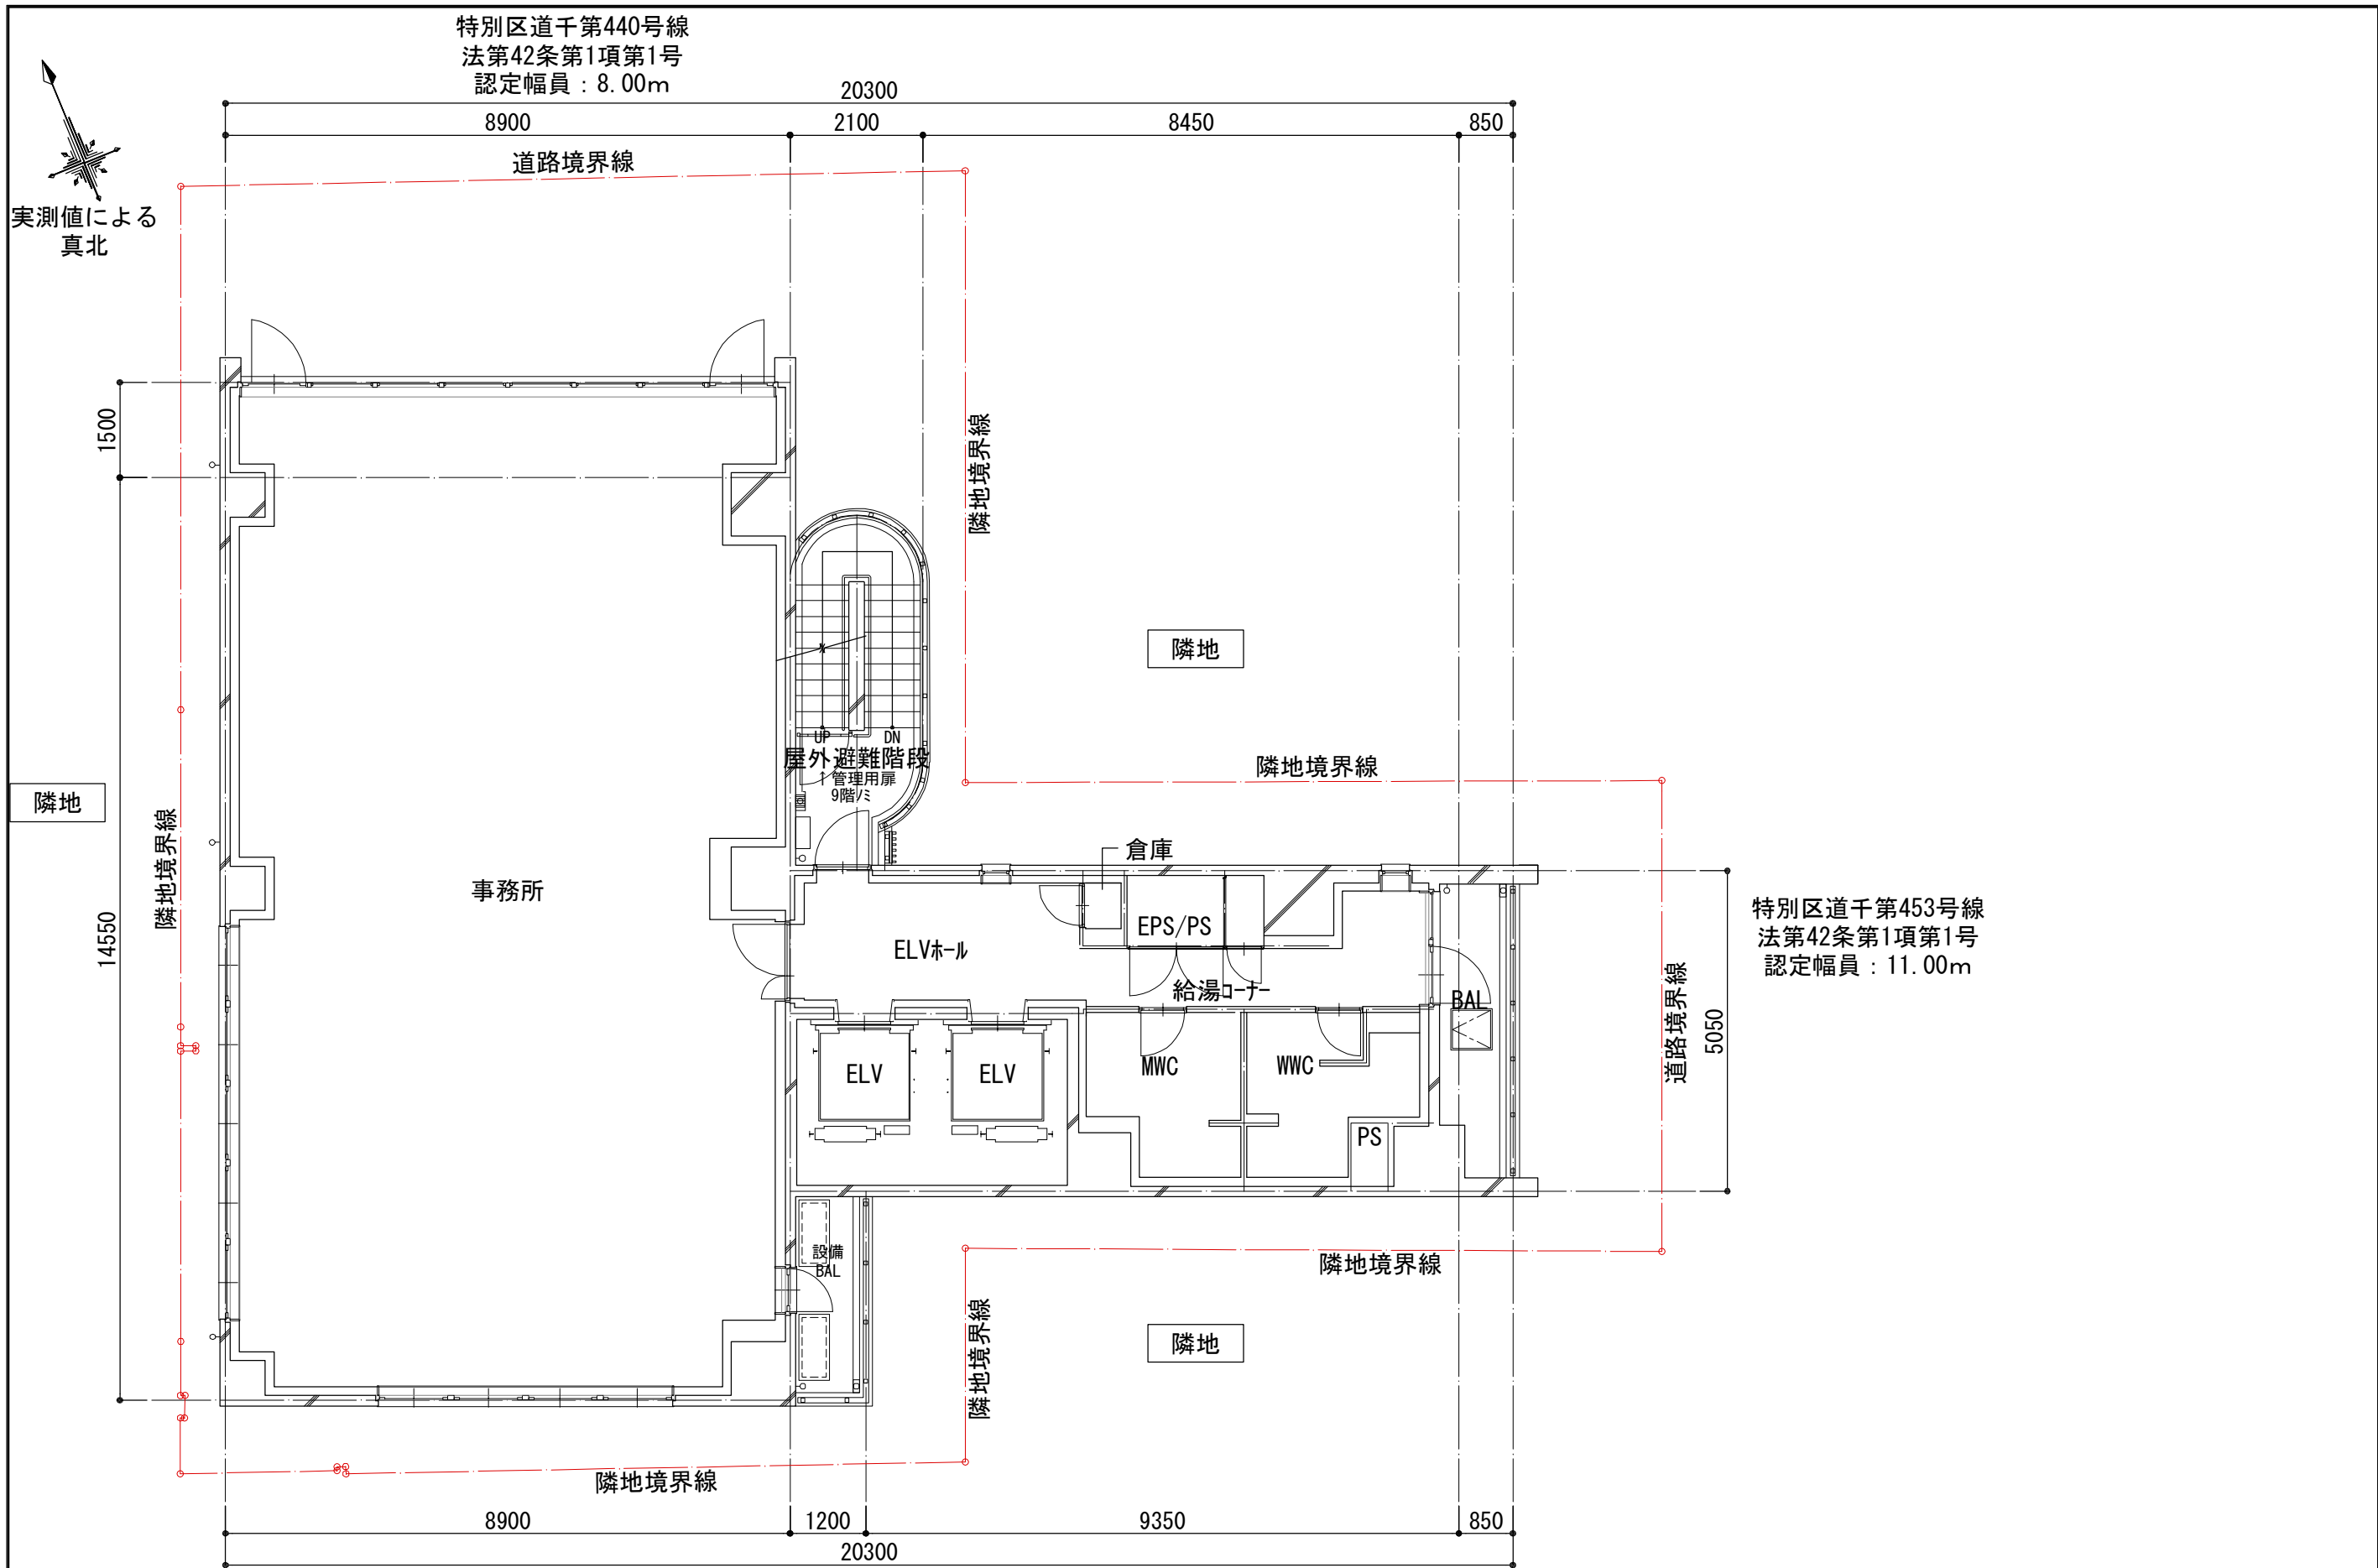 特別区道千第440号線
法第42条第1項第1号
認定幅員：8.00m
20300
8900
2100
8450
850
道路境界線
実測値による
真北
1500
隣地境界線
隣地
UP
DN
屋外避難階段
↑管理用扉
9階ﾉﾐ
隣地境界線
隣地
隣地境界線
14550
事務所
倉庫
EPS/PS
ELVﾎｰﾙ
給湯ｺｰﾅｰ
BAL
特別区道千第453号線
法第42条第1項第1号
認定幅員：11.00m
道路境界線
5050
ELV
ELV
MWC
WWC
PS
設備
BAL
隣地境界線
隣地境界線
隣地
隣地境界線
8900
1200
9350
850
20300